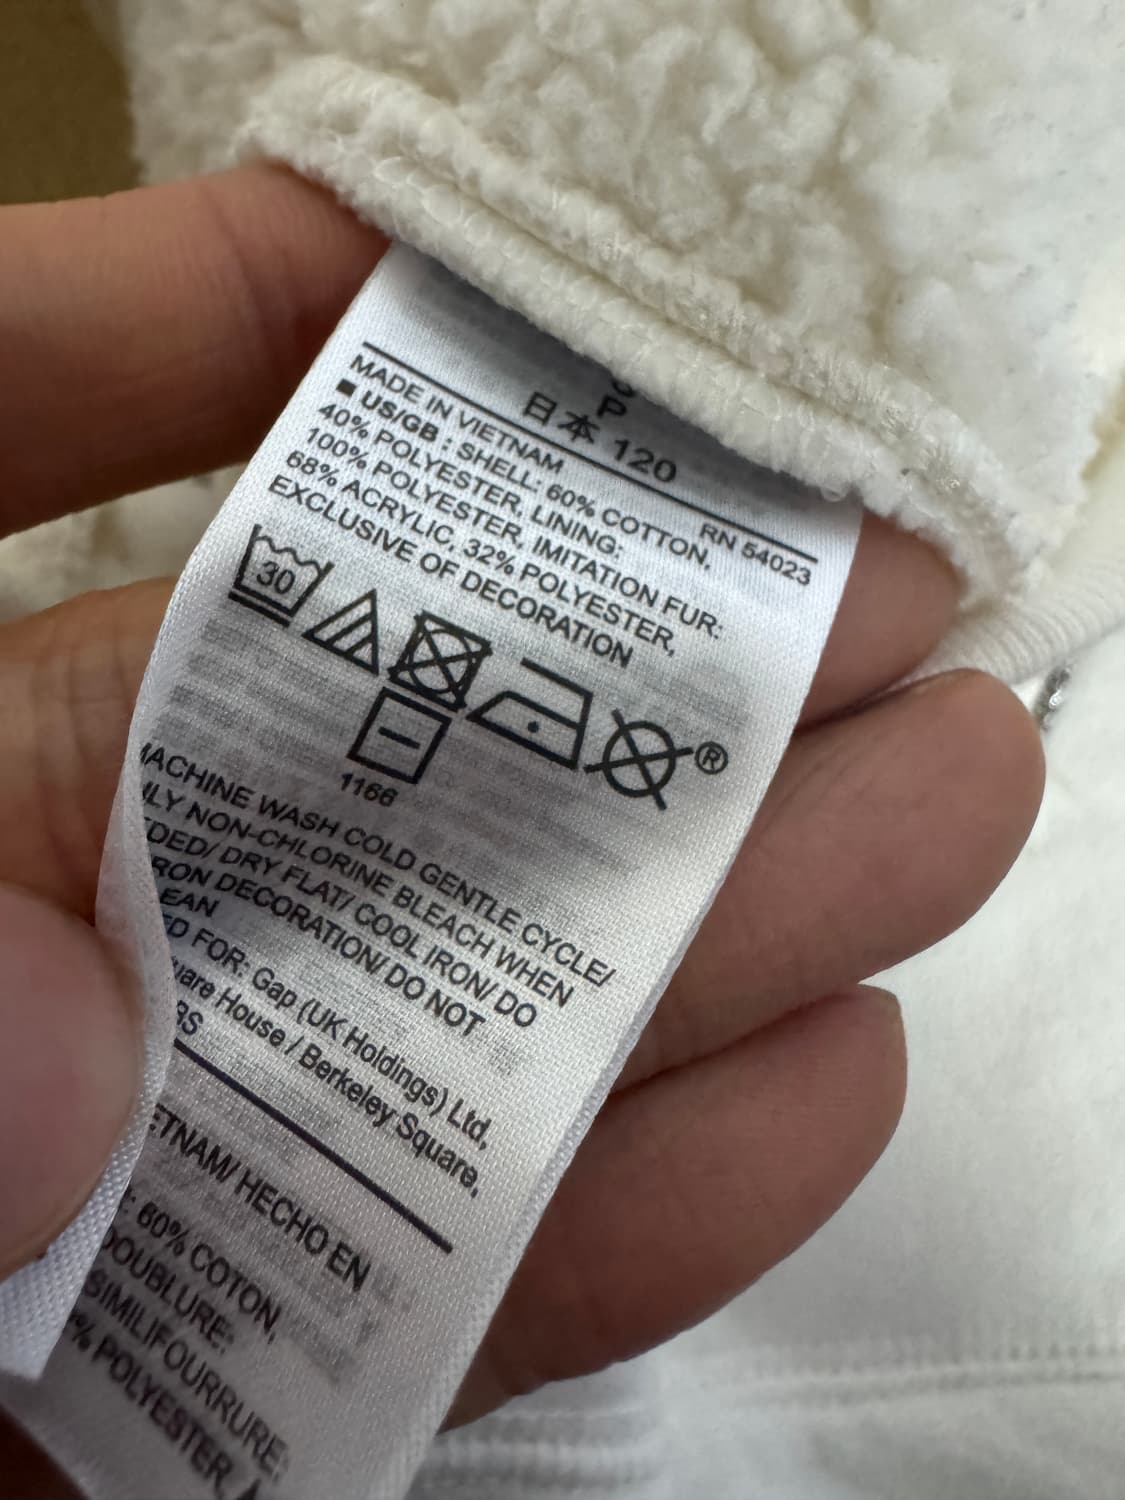 P
日本 120
RN 54023
MADE IN VIETNAM
■ US/GB : SHELL: 60% COTTON,
40% POLYESTER, LINING:
100% POLYESTER, IMITATION FUR:
68% ACRYLIC, 32% POLYESTER,
EXCLUSIVE OF DECORATION
30
®
1166
MACHINE WASH COLD GENTLE CYCLE/
NON-CHLORINE BLEACH WHEN
DRY FLAT/ COOL IRON/ DO
DECORATION/ DO NOT
FOR: Gap (UK Holdings) Ltd,
House / Berkeley Square,
HECHO EN
60% COTON,
DOUBLURE:
SIMILIFOURRURE:
% POLYESTER,